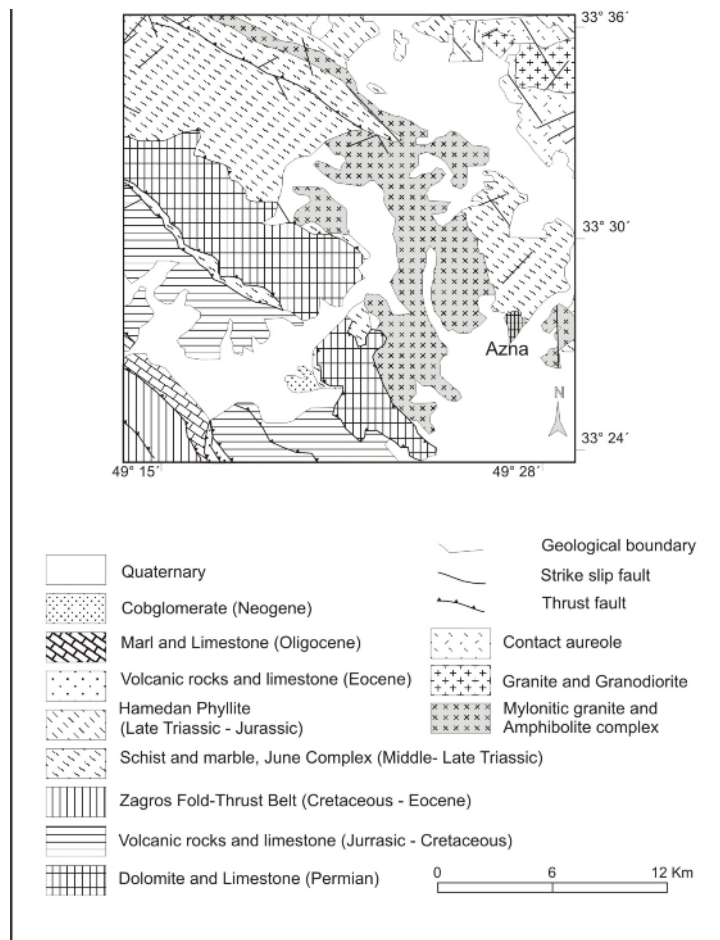 33° 36´
33° 30´
Azna
N
33° 24´
49° 15´
49° 28´
Quaternary
Cobglomerate (Neogene)
Marl and Limestone (Oligocene)
Volcanic rocks and limestone (Eocene)
Hamedan Phyllite
(Late Triassic - Jurassic)
Schist and marble, June Complex (Middle- Late Triassic)
Zagros Fold-Thrust Belt (Cretaceous - Eocene)
Volcanic rocks and limestone (Jurrasic - Cretaceous)
Dolomite and Limestone (Permian)
Geological boundary
Strike slip fault
Thrust fault
Contact aureole
Granite and Granodiorite
Mylonitic granite and
Amphibolite complex
0 6 12 Km